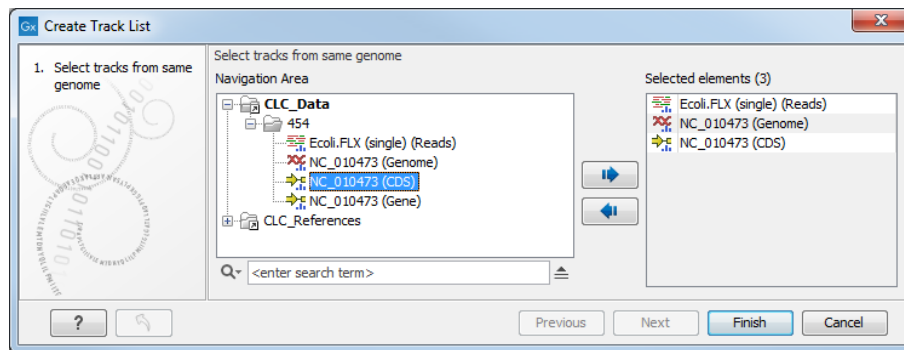 Gx Create Track List
X
1. Select tracks from same
genome
Select tracks from same genome
Navigation Area
CLC_Data
454
Ecoli.FLX (single) (Reads)
NC_010473 (Genome)
NC_010473 (CDS)
NC_010473 (Gene)
CLC_References
<enter search term>
Selected elements (3)
Ecoli.FLX (single) (Reads)
NC_010473 (Genome)
NC_010473 (CDS)
?
Previous
Next
Finish
Cancel